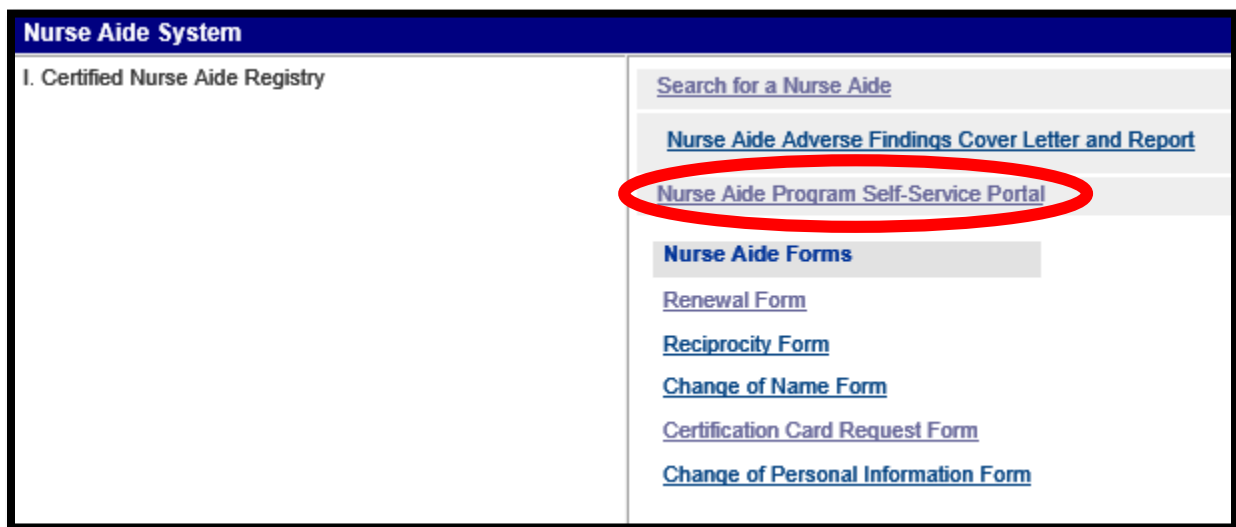 Nurse Aide System
I. Certified Nurse Aide Registry
Search for a Nurse Aide
Nurse Aide Adverse Findings Cover Letter and Report
Nurse Aide Program Self-Service Portal
Nurse Aide Forms
Renewal Form
Reciprocity Form
Change of Name Form
Certification Card Request Form
Change of Personal Information Form